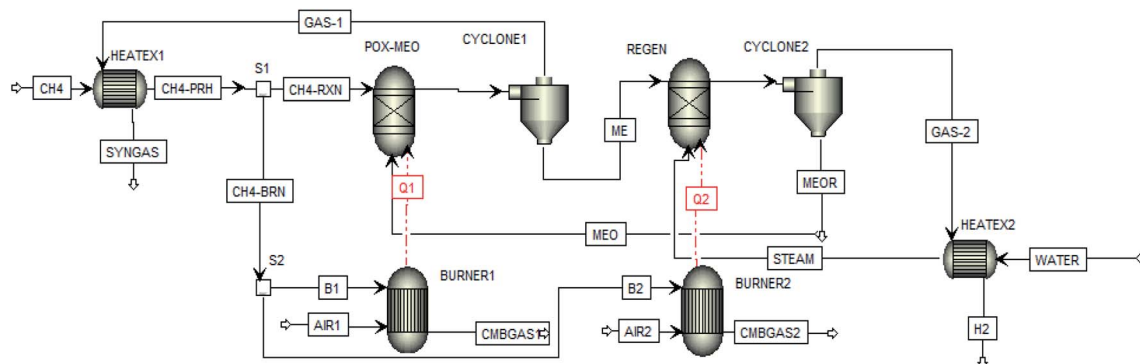 GAS-1
HEATEX1
POX-MEO
CYCLONE1
REGEN
CYCLONE2
CH4
CH4-PRH
S1
CH4-RXN
ME
GAS-2
SYNGAS
CH4-BRN
Q1
Q2
MEOR
MEO
STEAM
HEATEX2
WATER
S2
B1
BURNER1
B2
BURNER2
AIR1
CMBGAS1
AIR2
CMBGAS2
H2